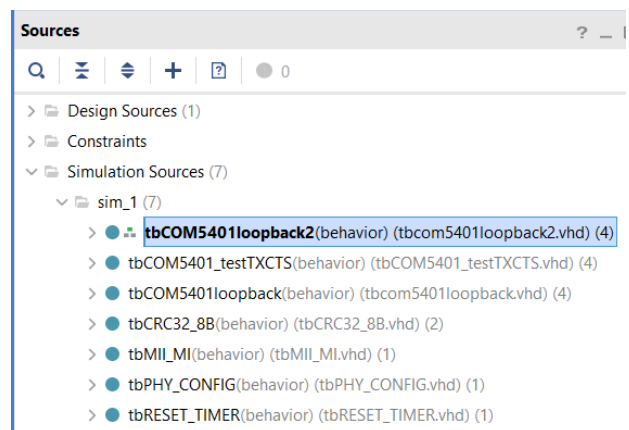 Sources
? _
0
Design Sources (1)
Constraints
Simulation Sources (7)
sim_1 (7)
tbCOM5401loopback2(behavior) (tbcom5401loopback2.vhd) (4)
tbCOM5401_testTXCTS(behavior) (tbCOM5401_testTXCTS.vhd) (4)
tbCOM5401loopback(behavior) (tbcom5401loopback.vhd) (4)
tbCRC32_8B(behavior) (tbCRC32_8B.vhd) (2)
tbMII_MI(behavior) (tbMII_MI.vhd) (1)
tbPHY_CONFIG(behavior) (tbPHY_CONFIG.vhd) (1)
tbRESET_TIMER(behavior) (tbRESET_TIMER.vhd) (1)